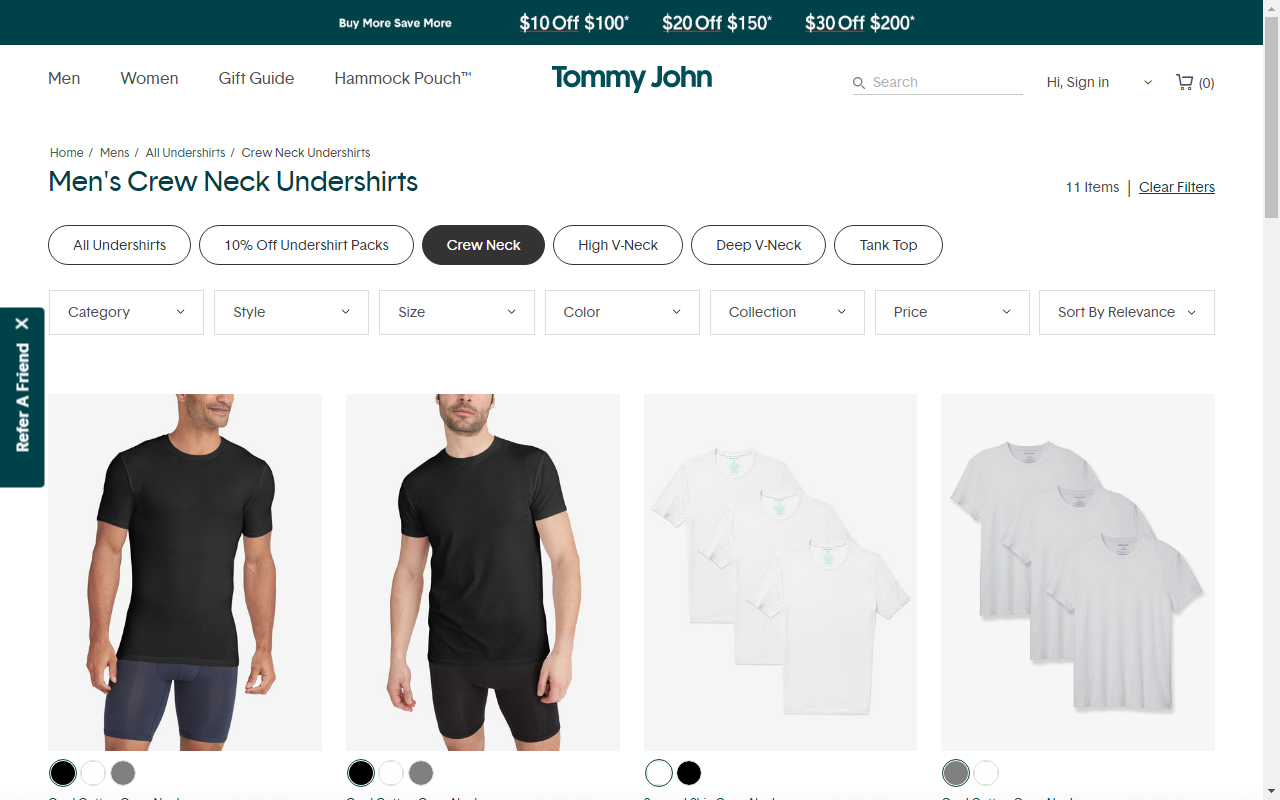 Buy More Save More
$10 Off $100*
$20 Off $150*
$30 Off $200*
Men
Women
Gift Guide
Hammock Pouch™
Tommy John
Search
Hi, Sign in
(0)
Home / Mens / All Undershirts / Crew Neck Undershirts
Men's Crew Neck Undershirts
11 Items | Clear Filters
All Undershirts
10% Off Undershirt Packs
Crew Neck
High V-Neck
Deep V-Neck
Tank Top
Category
Style
Size
Color
Collection
Price
Sort By Relevance
Refer A Friend X